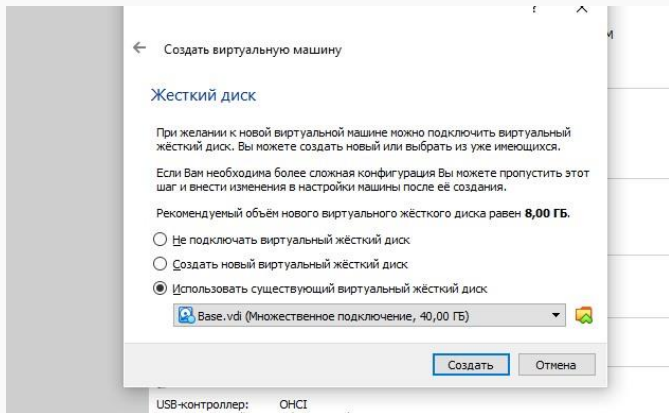 Создать виртуальную машину
Жесткий диск
При желании к новой виртуальной машине можно подключить виртуальный
жёсткий диск. Вы можете создать новый или выбрать из уже имеющихся.
Если Вам необходима более сложная конфигурация Вы можете пропустить этот
шаг и внести изменения в настройки машины после её создания.
Рекомендуемый объём нового виртуального жёсткого диска равен 8,00 ГБ.
Не подключать виртуальный жёсткий диск
Создать новый виртуальный жёсткий диск
Использовать существующий виртуальный жёсткий диск
Base.vdi (Множественное подключение, 40,00 ГБ)
Создать Отмена
USB-контроллер: OHCI